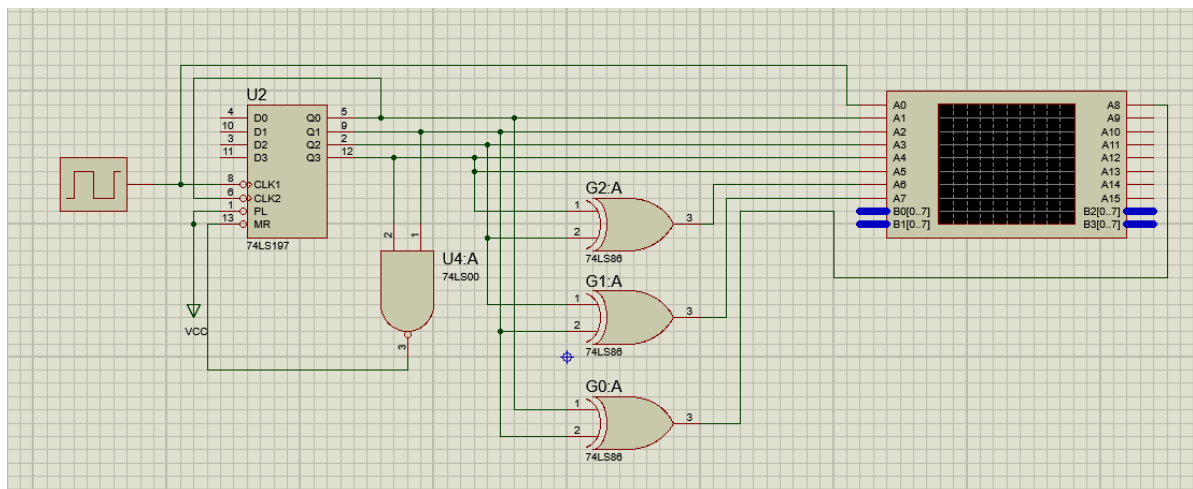 U2
4 D0 Q0 5
10 D1 Q1 9
3 D2 Q2 2
11 D3 Q3 12
8 CLK1
6 CLK2
1 PL
13 MR
74LS197
VCC
2 1
U4:A
74LS00
3
G2:A
1
2
3
74LS86
G1:A
1
2
3
74LS86
G0:A
1
2
3
74LS86
A0 A8
A1 A9
A2 A10
A3 A11
A4 A12
A5 A13
A6 A14
A7 A15
B0[0..7] B2[0..7]
B1[0..7] B3[0..7]